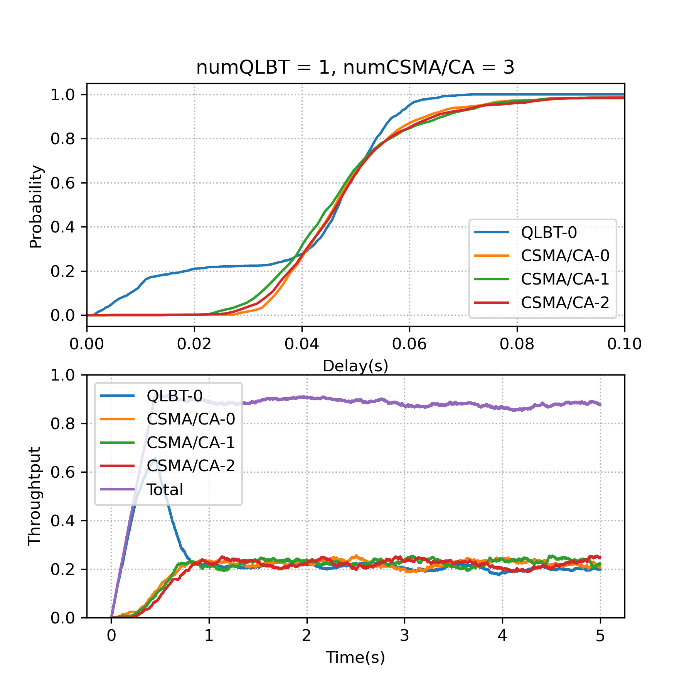 numQLBT = 1, numCSMA/CA = 3
1.0
0.8
0.6
0.4
0.2
0.0
Probability
QLBT-0
CSMA/CA-0
CSMA/CA-1
CSMA/CA-2
0.00 0.02 0.04 0.06 0.08 0.10
Delay(s)
1.0
0.8
0.6
0.4
0.2
0.0
Throughtput
QLBT-0
CSMA/CA-0
CSMA/CA-1
CSMA/CA-2
Total
0 1 2 3 4 5
Time(s)